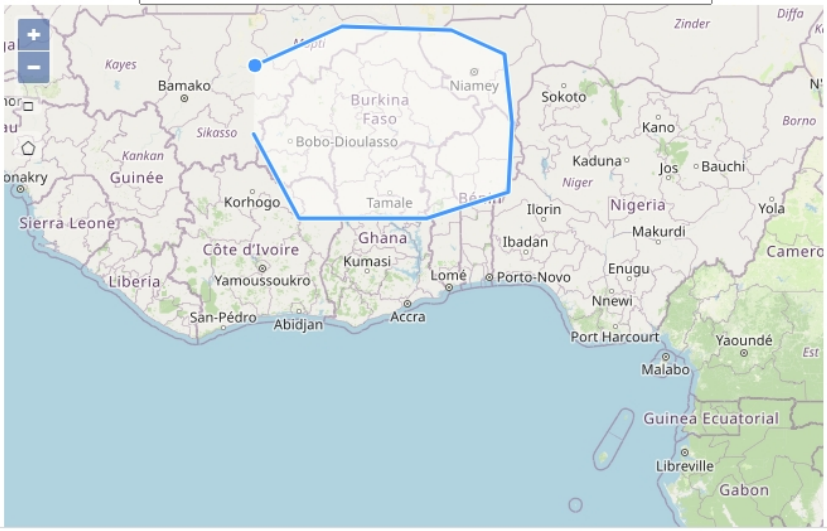 Zinder
Diffa
Mopti
+
−
Kayes
Niamey
Bamako
Sokoto
Burkina
Faso
Kano
Borno
Sikasso
Bobo-Dioulasso
Kankan
Kaduna
Jos
Bauchi
Guinée
Niger
onakry
Korhogo
Tamale
Bénin
Ilorin
Nigeria
Yola
Sierra Leone
Ghana
Makurdi
Côte d'Ivoire
Ibadan
Camero
Kumasi
Enugu
Liberia
Yamoussoukro
Lomé
Porto-Novo
Nnewi
San-Pédro
Abidjan
Accra
Port Harcourt
Yaoundé
Est
Malabo
Guinea Ecuatorial
Libreville
Gabon